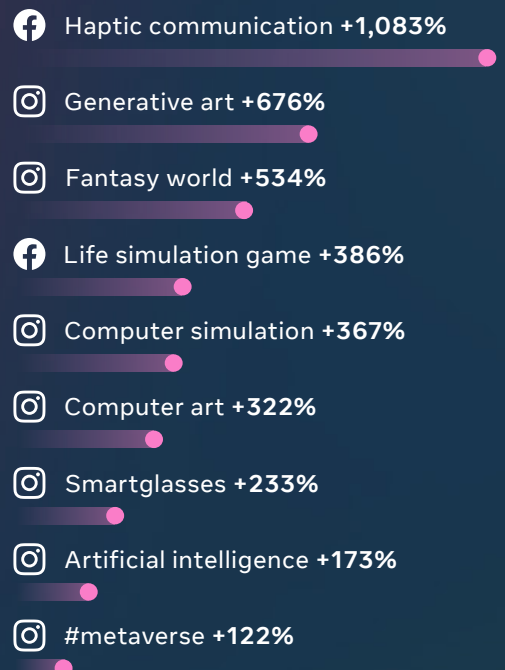 Haptic communication +1,083%
Generative art +676%
Fantasy world +534%
Life simulation game +386%
Computer simulation +367%
Computer art +322%
Smartglasses +233%
Artificial intelligence +173%
#metaverse +122%